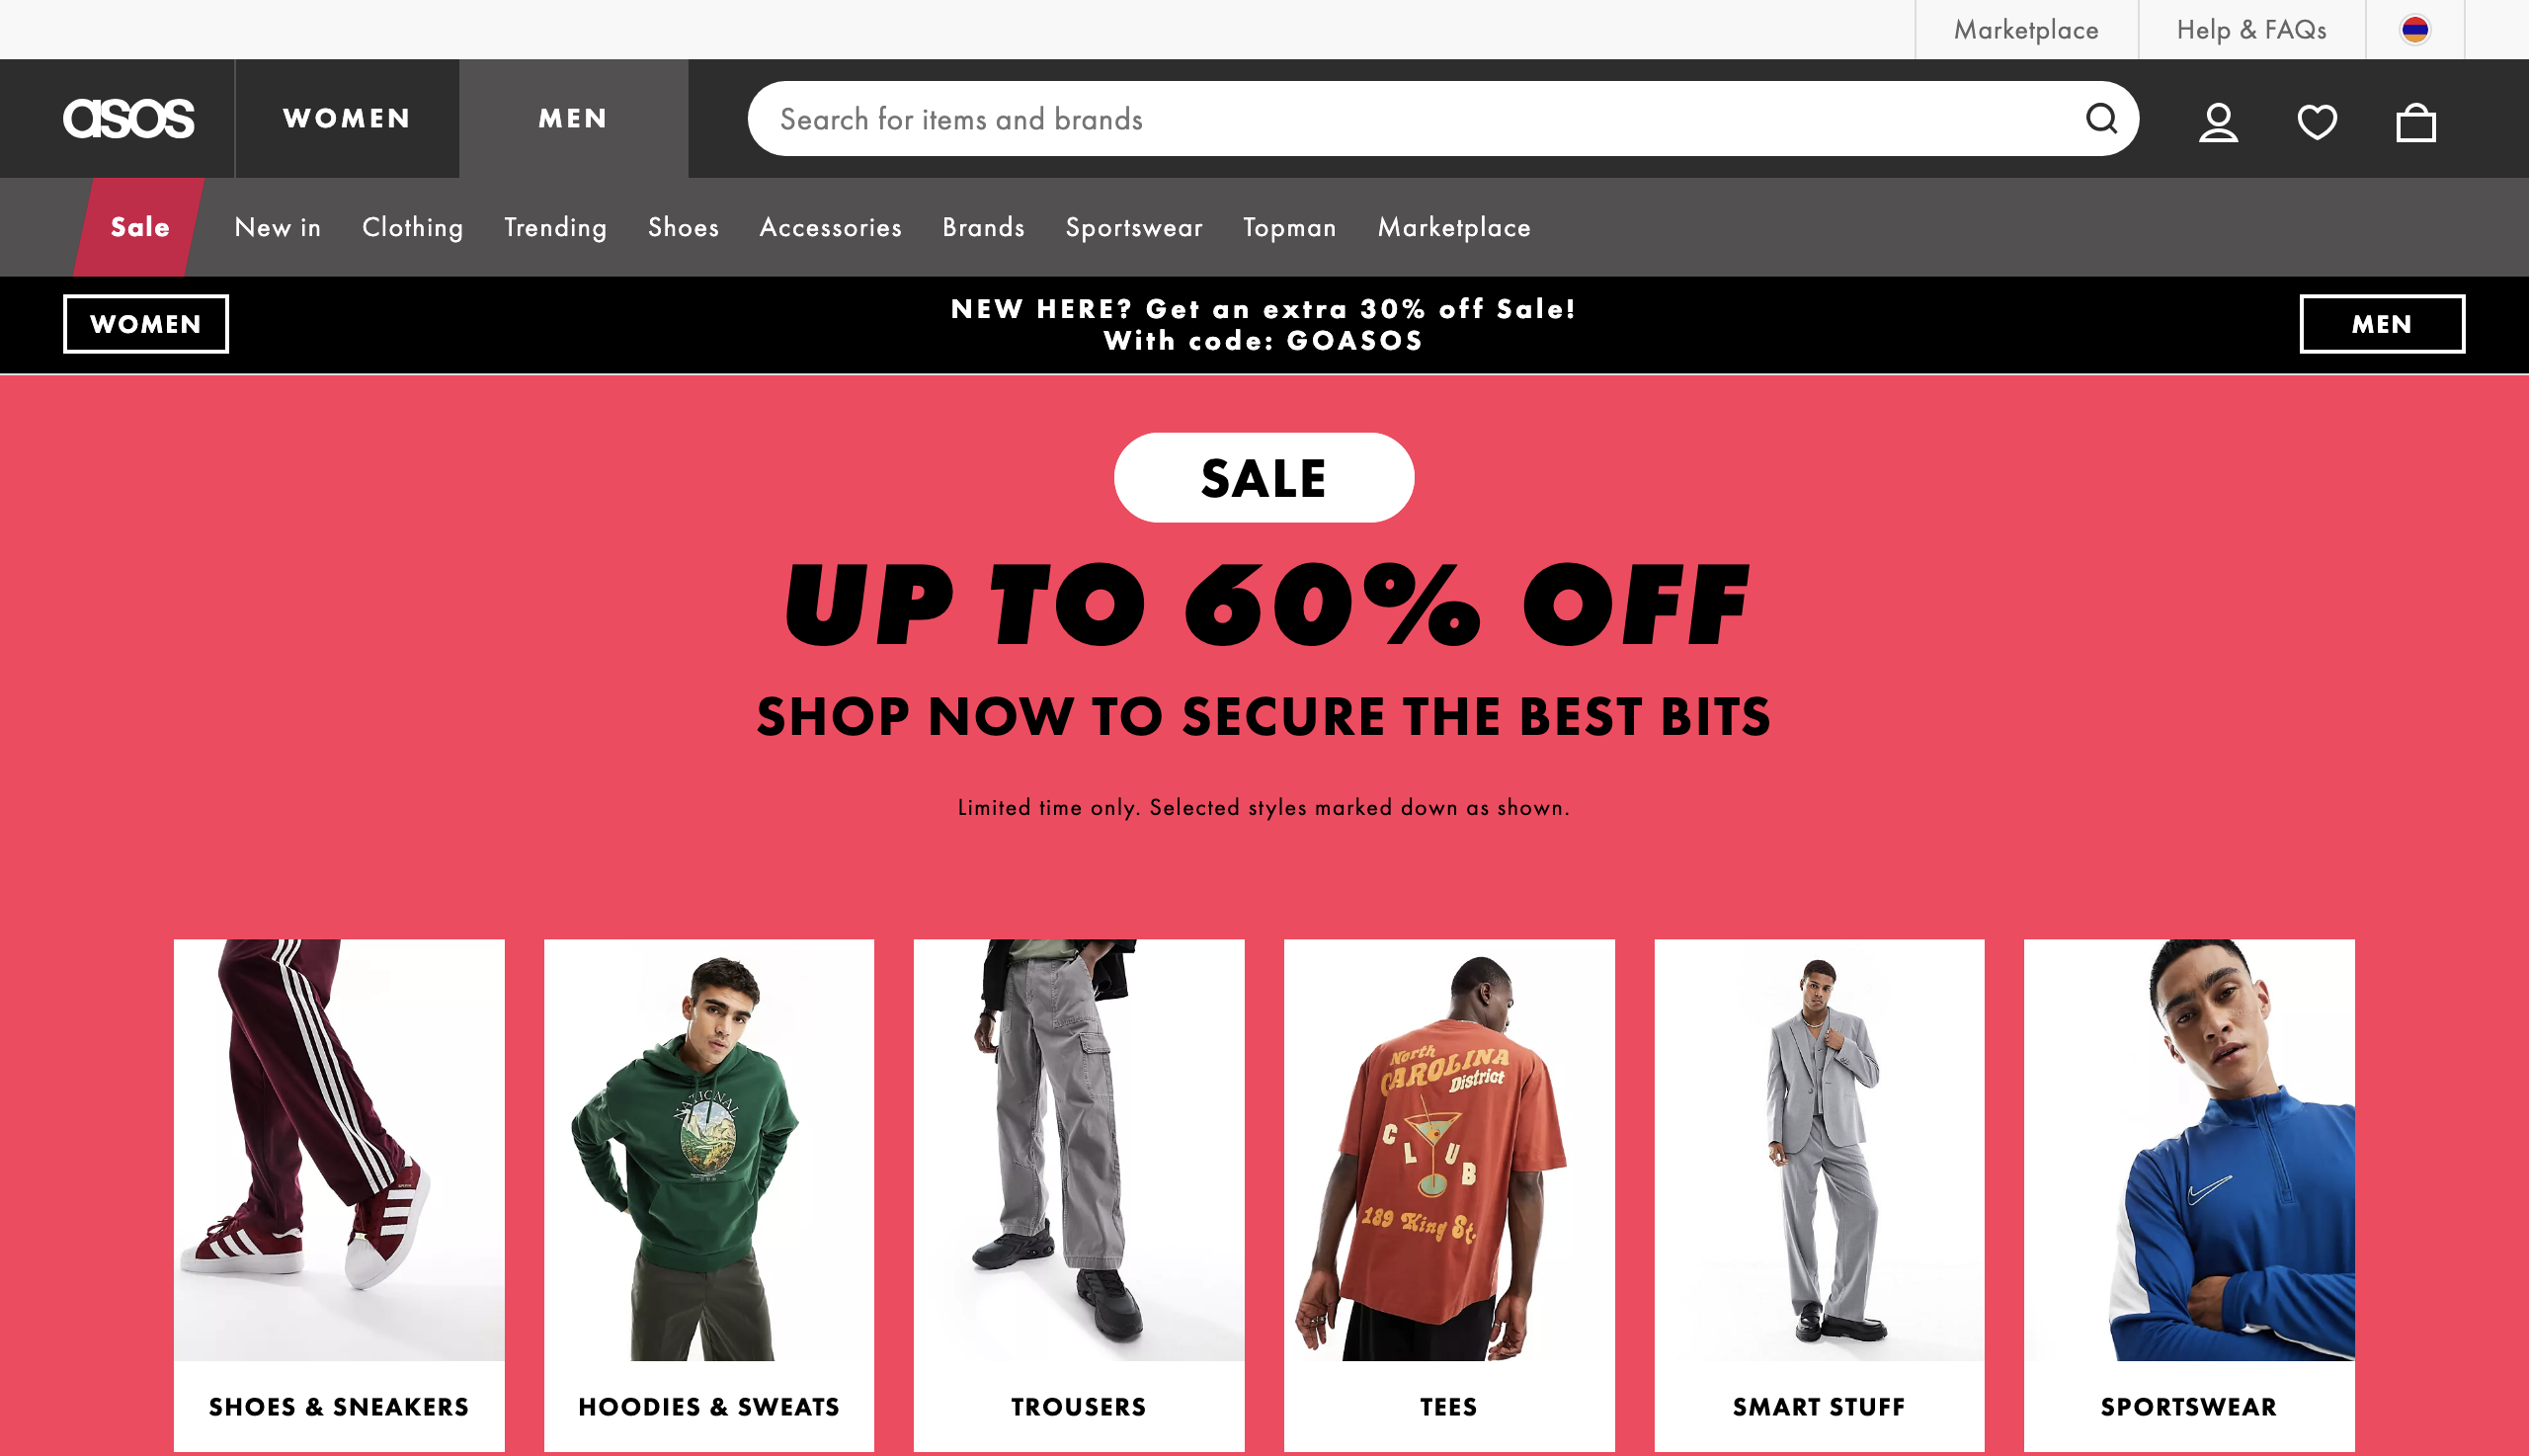 Marketplace
Help & FAQs
asos
WOMEN
MEN
Search for items and brands
Sale
New in
Clothing
Trending
Shoes
Accessories
Brands
Sportswear
Topman
Marketplace
WOMEN
NEW HERE? Get an extra 30% off Sale!
With code: GOASOS
MEN
SALE
UP TO 60% OFF
SHOP NOW TO SECURE THE BEST BITS
Limited time only. Selected styles marked down as shown.
NATIONAL
North
CAROLINA
District
CLUB
189 King St.
SHOES & SNEAKERS
HOODIES & SWEATS
TROUSERS
TEES
SMART STUFF
SPORTSWEAR